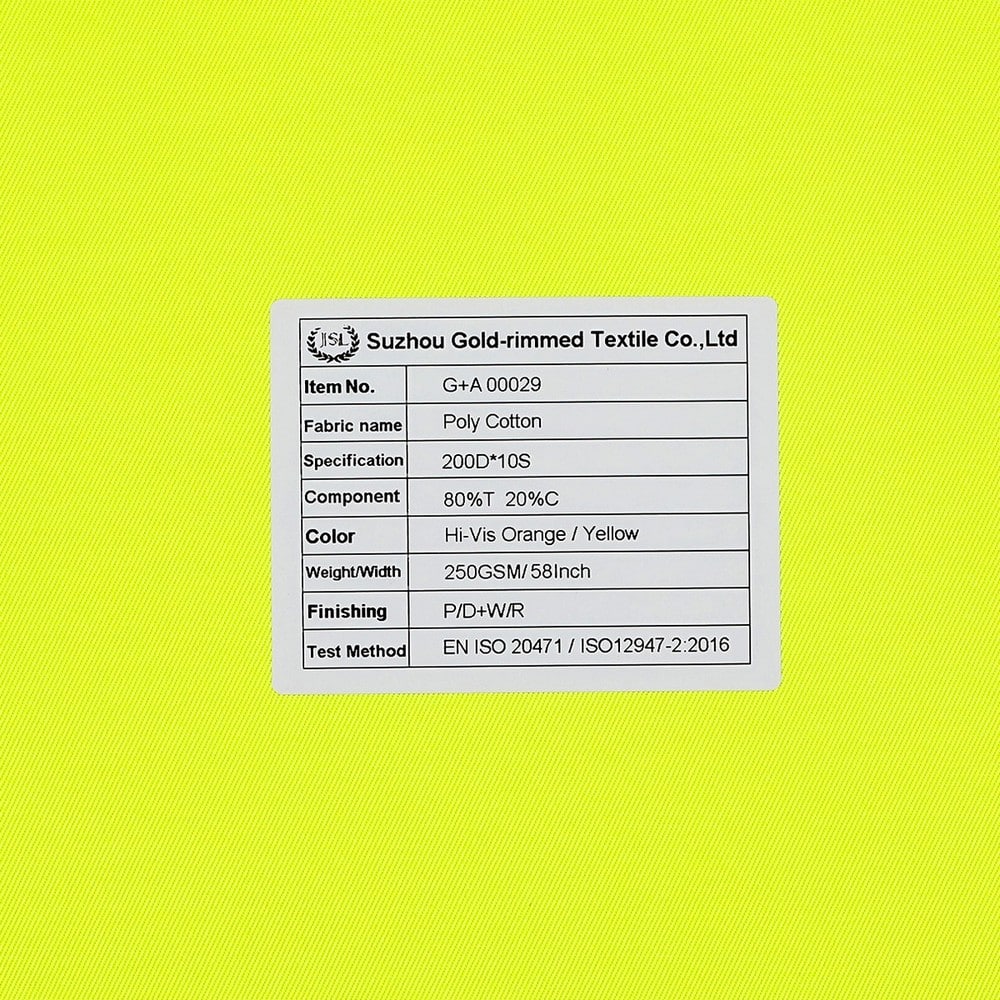 JSL Suzhou Gold-rimmed Textile Co.,Ltd
Item No. G+A 00029
Fabric name Poly Cotton
Specification 200D*10S
Component 80%T 20%C
Color Hi-Vis Orange / Yellow
Weight/Width 250GSM/ 58Inch
Finishing P/D+W/R
Test Method EN ISO 20471 / ISO12947-2:2016